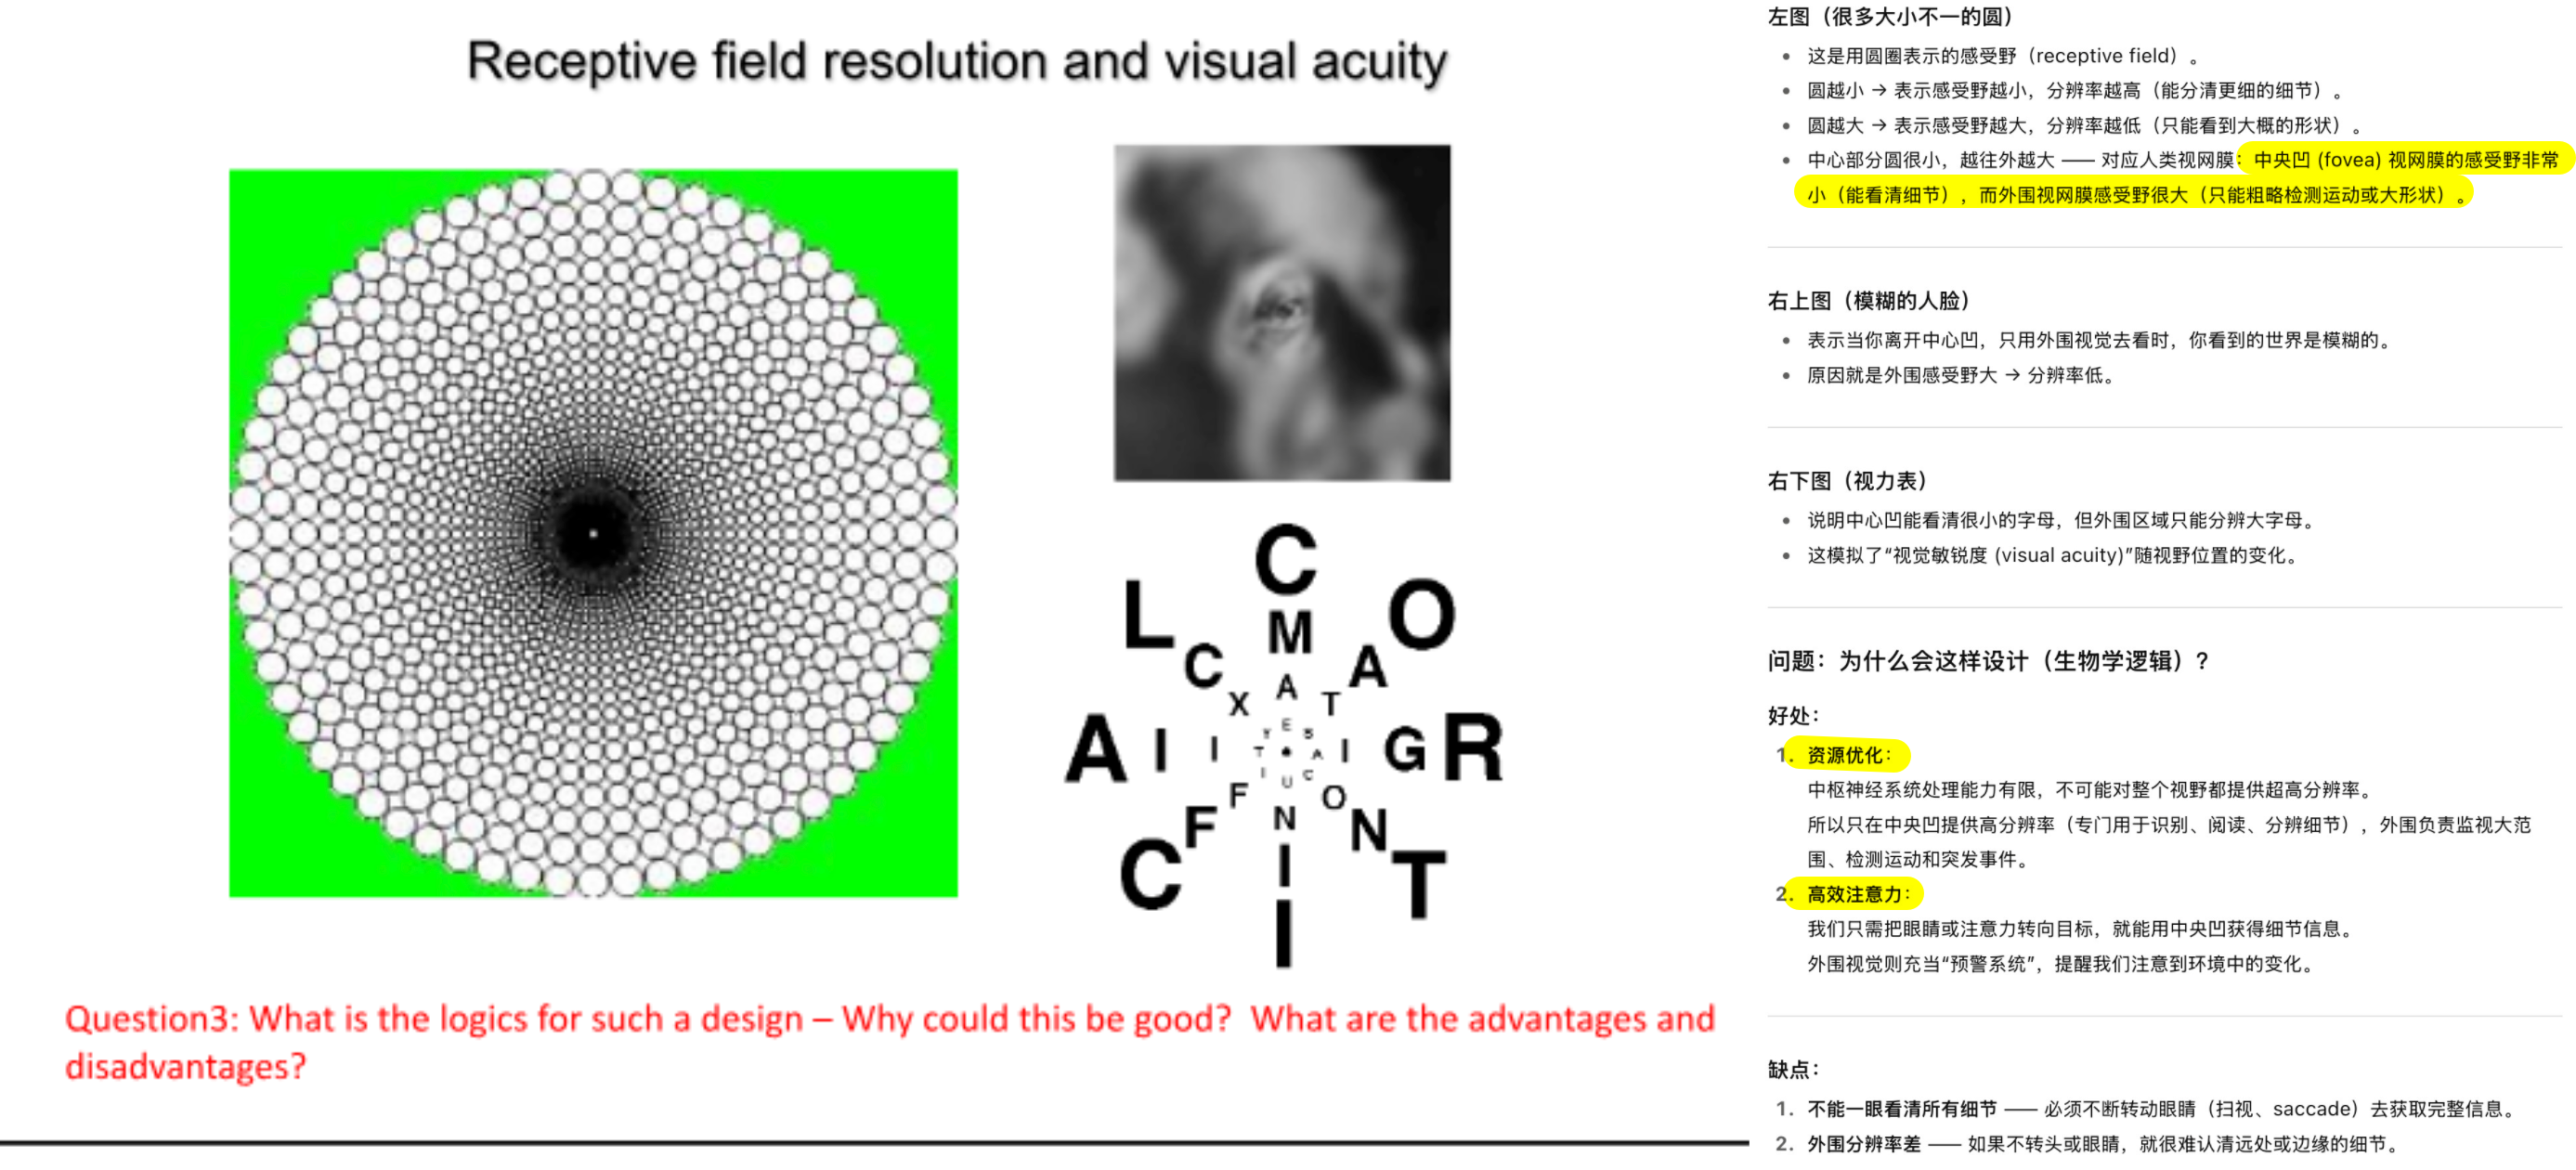 Receptive field resolution and visual acuity
C
L O
M
C A
X A T
E
Y S
A I I T A I G R
I C
U
F O
F N N
C I T
I
Question3: What is the logics for such a design – Why could this be good? What are the advantages and
disadvantages?
左图（很多大小不一的圆）
• 这是用圆圈表示的感受野（receptive field）。
• 圆越小 → 表示感受野越小，分辨率越高（能分清更细的细节）。
• 圆越大 → 表示感受野越大，分辨率越低（只能看到大概的形状）。
• 中心部分圆很小，越往外越大 —— 对应人类视网膜：中央凹 (fovea) 视网膜的感受野非常
小（能看清细节），而外围视网膜感受野很大（只能粗略检测运动或大形状）。
右上图（模糊的人脸）
• 表示当你离开中心凹，只用外围视觉去看时，你看到的世界是模糊的。
• 原因就是外围感受野大 → 分辨率低。
右下图（视力表）
• 说明中心凹能看清很小的字母，但外围区域只能分辨大字母。
• 这模拟了“视觉敏锐度 (visual acuity)”随视野位置的变化。
问题：为什么会这样设计（生物学逻辑）?
好处：
1. 资源优化：
中枢神经系统处理能力有限，不可能对整个视野都提供超高分辨率。
所以只在中央凹提供高分辨率（专门用于识别、阅读、分辨细节），外围负责监视大范
围、检测运动和突发事件。
2. 高效注意力：
我们只需把眼睛或注意力转向目标，就能用中央凹获得细节信息。
外围视觉则充当“预警系统”，提醒我们注意到环境中的变化。
缺点：
1. 不能一眼看清所有细节 —— 必须不断转动眼睛（扫视、saccade）去获取完整信息。
2. 外围分辨率差 —— 如果不转头或眼睛，就很难认清远处或边缘的细节。